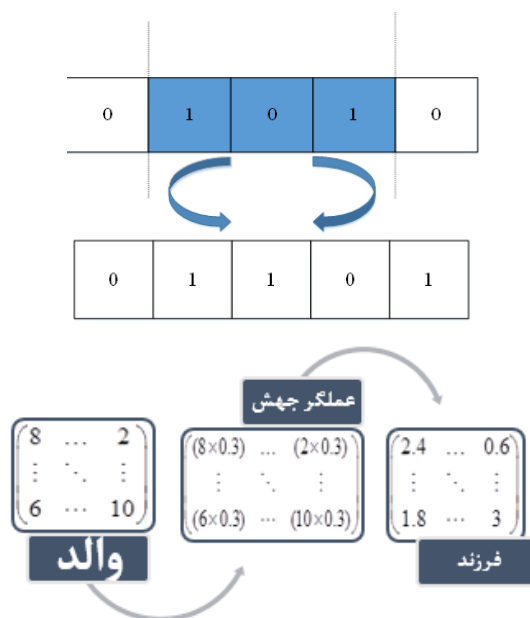 0 1 0 1 0
0 1 1 0 1
عملگر جهش
8 … 2
⋮ ⋱ ⋮
6 … 10
(8×0.3) … (2×0.3)
⋮ ⋱ ⋮
(6×0.3) … (10×0.3)
2.4 … 0.6
⋮ ⋱ ⋮
1.8 … 3
والد
فرزند